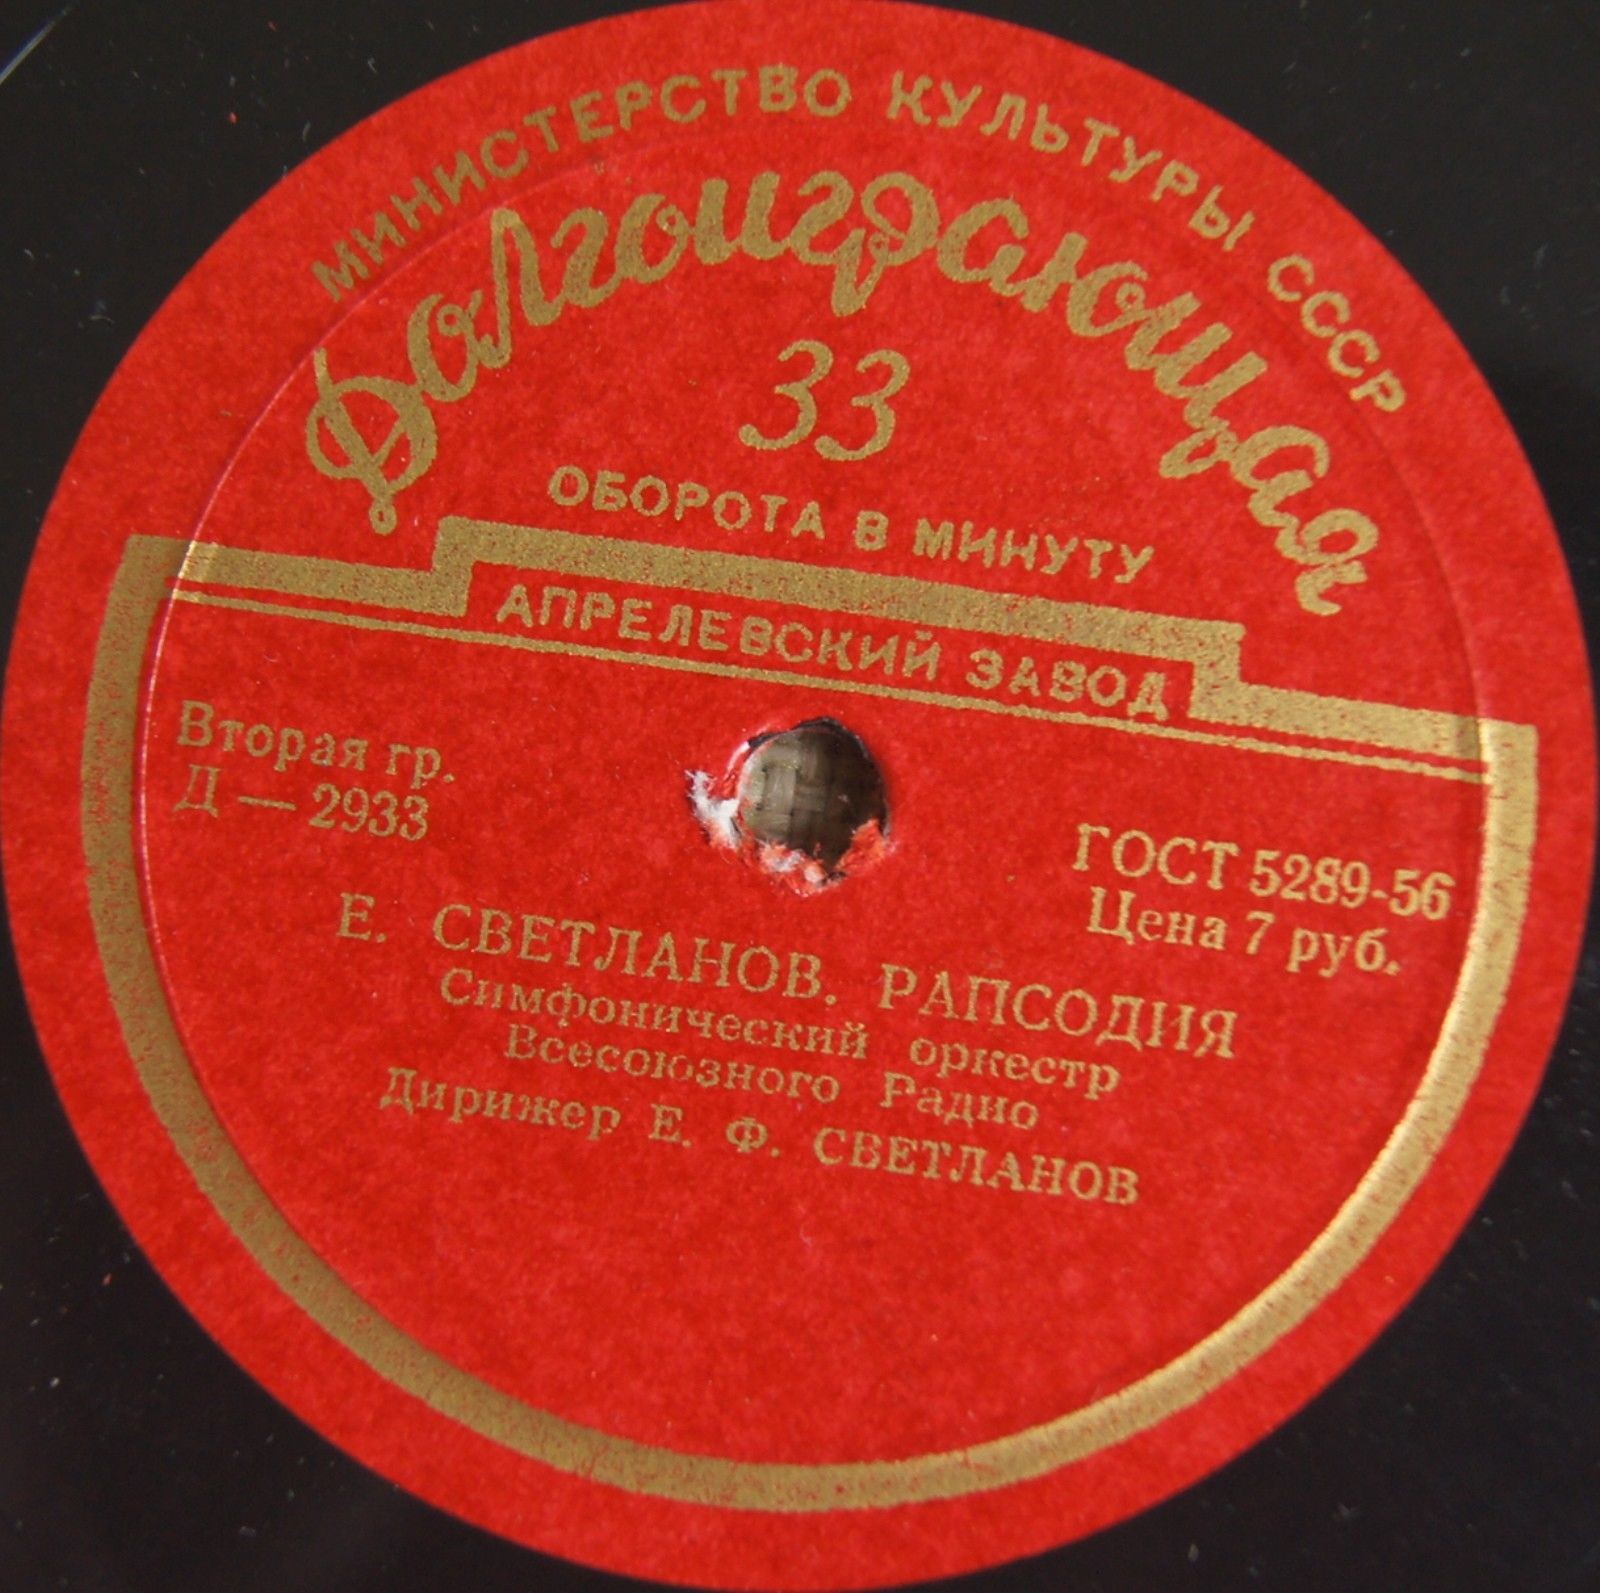 МИНИСТЕРСТВО КУЛЬТУРЫ СССР
Долгоиграющая
33
ОБОРОТА В МИНУТУ
АПРЕЛЕВСКИЙ ЗАВОД
Вторая гр.
Д — 2933
ГОСТ 5289-56
Цена 7 руб.
Е. СВЕТЛАНОВ. РАПСОДИЯ
Симфонический оркестр
Всесоюзного Радио
Дирижер Е. Ф. СВЕТЛАНОВ